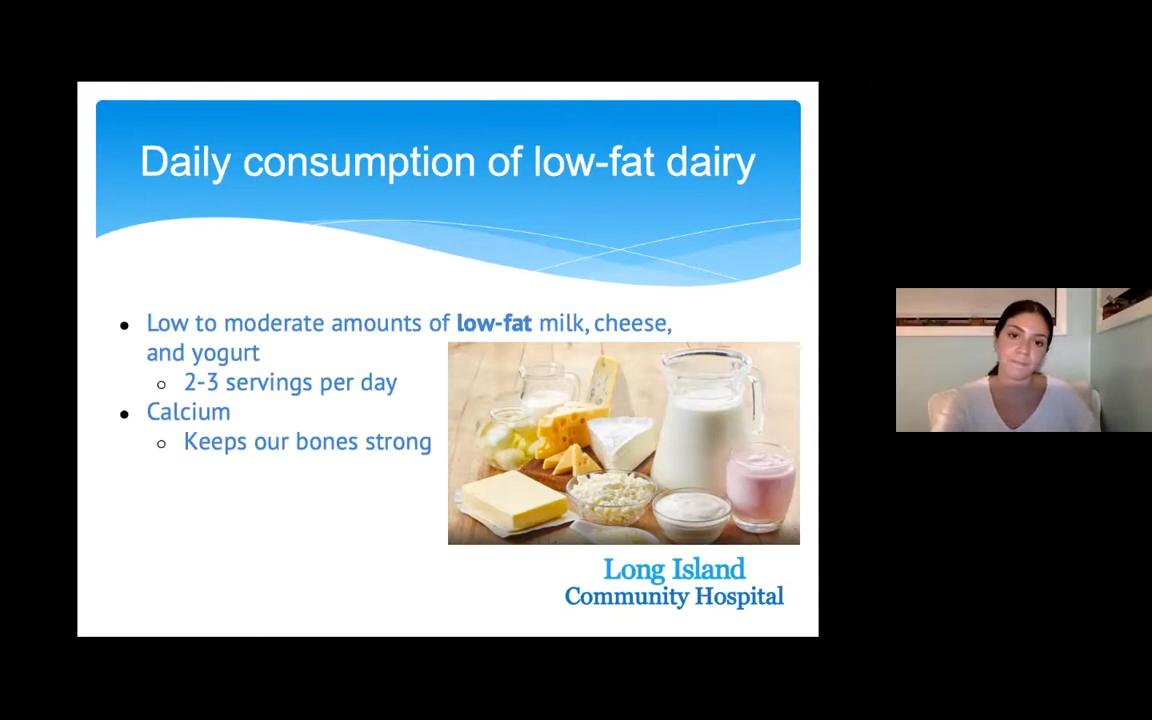 Daily consumption of low-fat dairy
● Low to moderate amounts of low-fat milk, cheese,
and yogurt
○ 2-3 servings per day
● Calcium
○ Keeps our bones strong
Long Island
Community Hospital